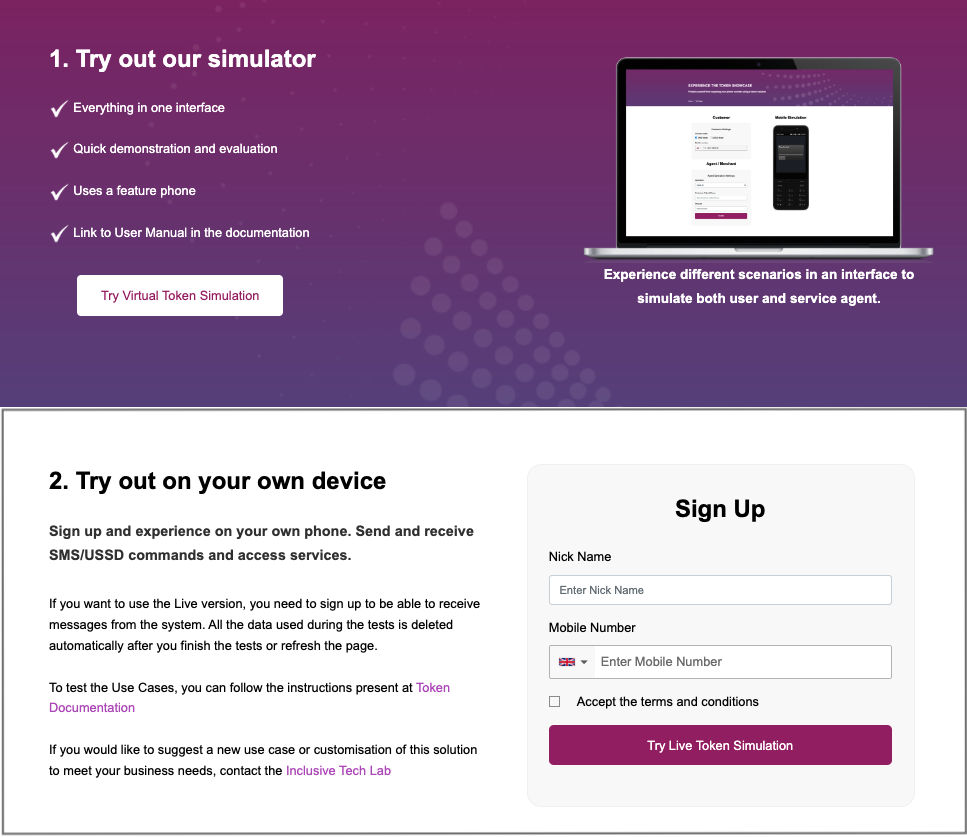 1. Try out our simulator
Everything in one interface
Quick demonstration and evaluation
Uses a feature phone
Link to User Manual in the documentation
Try Virtual Token Simulation
EXPERIENCE THE TOKEN SHOWCASE
Customer
Mobile Simulation
Agent / Merchant
Experience different scenarios in an interface to
simulate both user and service agent.
2. Try out on your own device
Sign up and experience on your own phone. Send and receive
SMS/USSD commands and access services.
If you want to use the Live version, you need to sign up to be able to receive
messages from the system. All the data used during the tests is deleted
automatically after you finish the tests or refresh the page.
To test the Use Cases, you can follow the instructions present at Token
Documentation
If you would like to suggest a new use case or customisation of this solution
to meet your business needs, contact the Inclusive Tech Lab
Sign Up
Nick Name
Enter Nick Name
Mobile Number
Enter Mobile Number
Accept the terms and conditions
Try Live Token Simulation